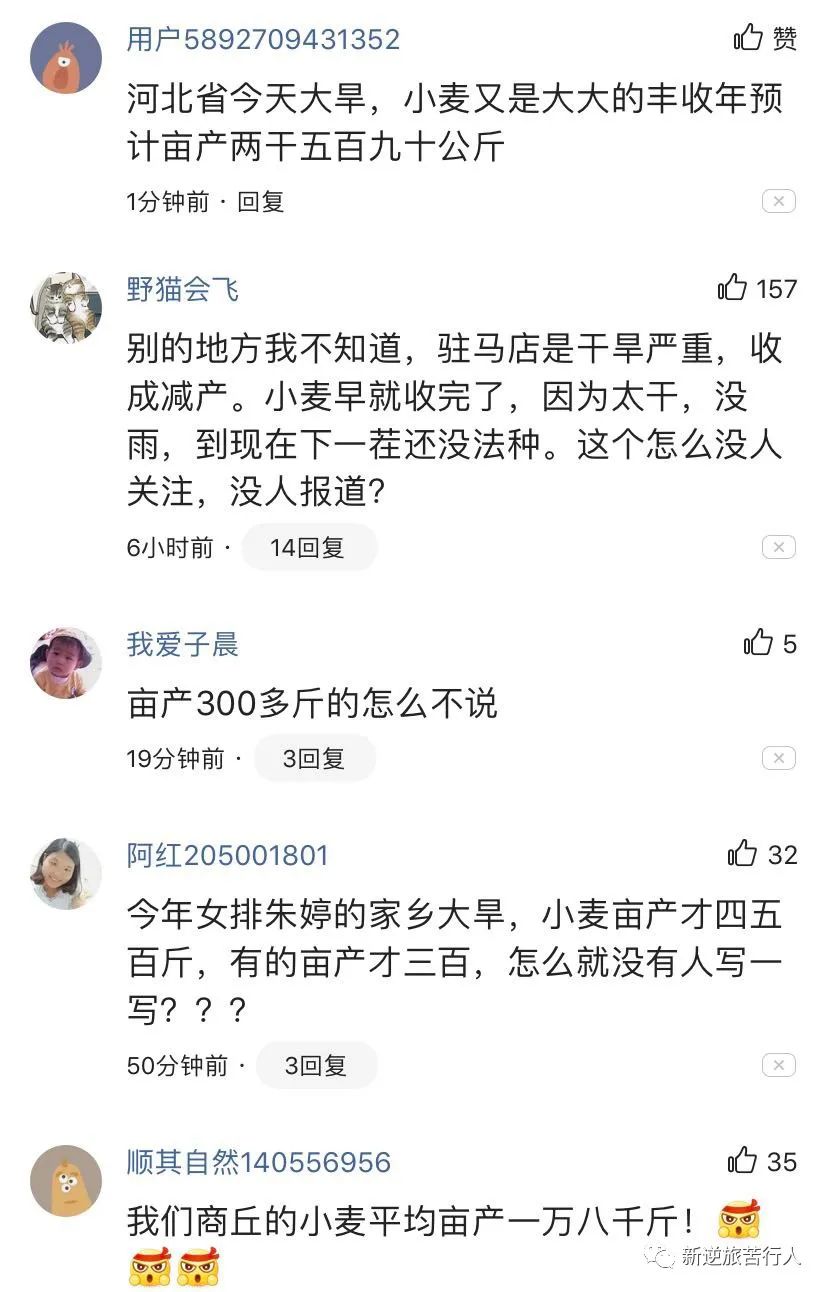 用户5892709431352
赞
河北省今天大旱，小麦又是大大的丰收年预
计亩产两干五百九十公斤
1分钟前 · 回复
野猫会飞
157
别的地方我不知道，驻马店是干旱严重，收
成减产。小麦早就收完了，因为太干，没
雨，到现在下一茬还没法种。这个怎么没人
关注，没人报道？
6小时前 · 14回复
我爱子晨
5
亩产300多斤的怎么不说
19分钟前 · 3回复
阿红205001801
32
今年女排朱婷的家乡大旱，小麦亩产才四五
百斤，有的亩产才三百，怎么就没有人写一
写？？？
50分钟前 · 3回复
顺其自然140556956
35
我们商丘的小麦平均亩产一万八千斤！
新逆旅苦行人